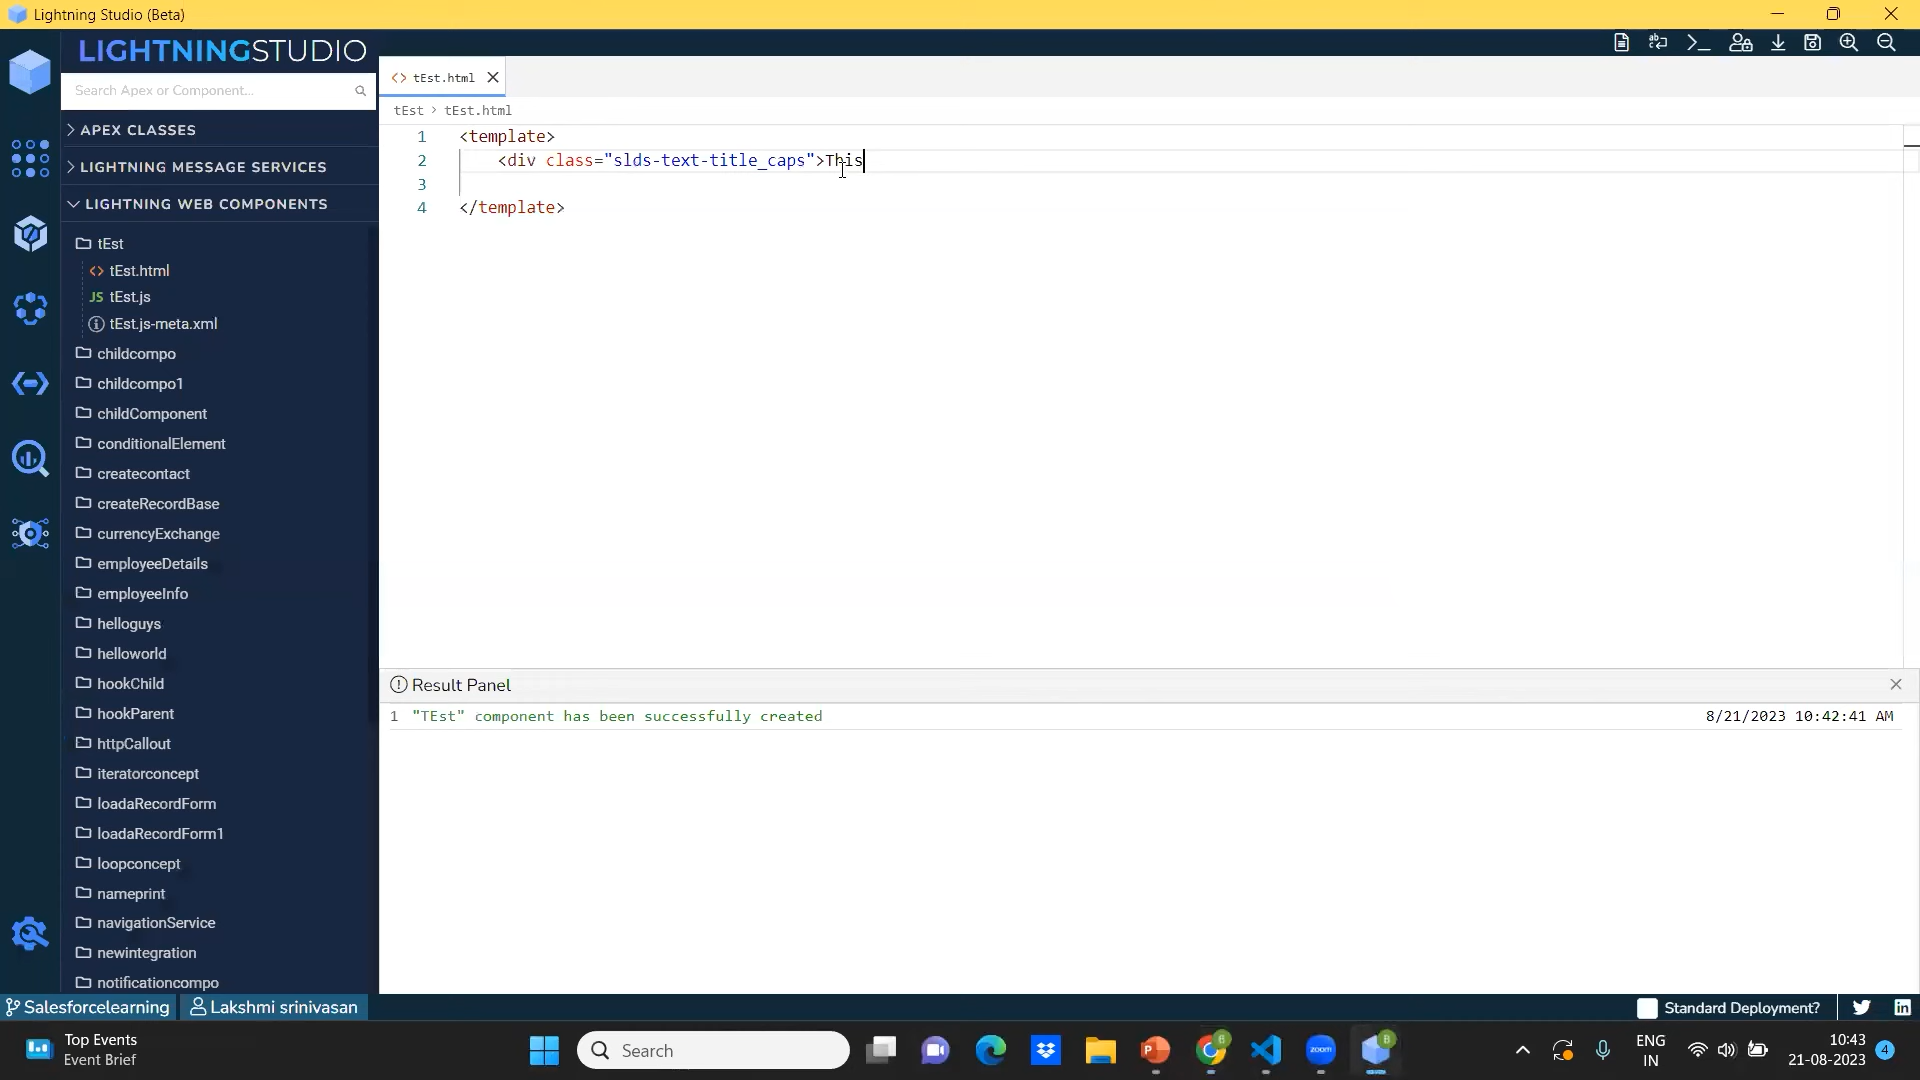 Lightning Studio (Beta)
LIGHTNINGSTUDIO
Search Apex or Component...
APEX CLASSES
LIGHTNING MESSAGE SERVICES
LIGHTNING WEB COMPONENTS
tEst
<> tEst.html
JS tEst.js
tEst.js-meta.xml
childcompo
childcompo1
childComponent
conditionalElement
createcontact
createRecordBase
currencyExchange
employeeDetails
employeeInfo
helloguys
helloworld
hookChild
hookParent
httpCallout
iteratorconcept
loadaRecordForm
loadaRecordForm1
loopconcept
nameprint
navigationService
newintegration
notificationcompo
<> tEst.html
tEst > tEst.html
1 <template>
2 <div class="slds-text-title_caps">This
3
4 </template>
Result Panel
1 "TEst" component has been successfully created 8/21/2023 10:42:41 AM
Salesforcelearning Lakshmi srinivasan Standard Deployment?
Top Events
Event Brief
Search
zoom
B
B
ENG
IN
10:43
21-08-2023
4